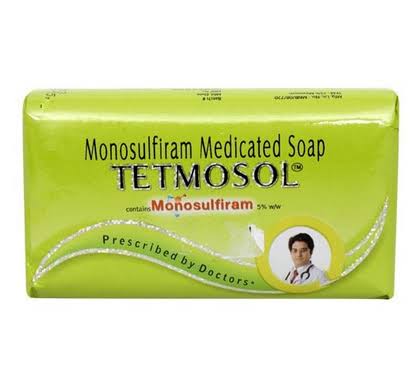 Monosulfiram Medicated Soap
TETMOSOL™
contains Monosulfiram 5% w/w
Prescribed by Doctors*